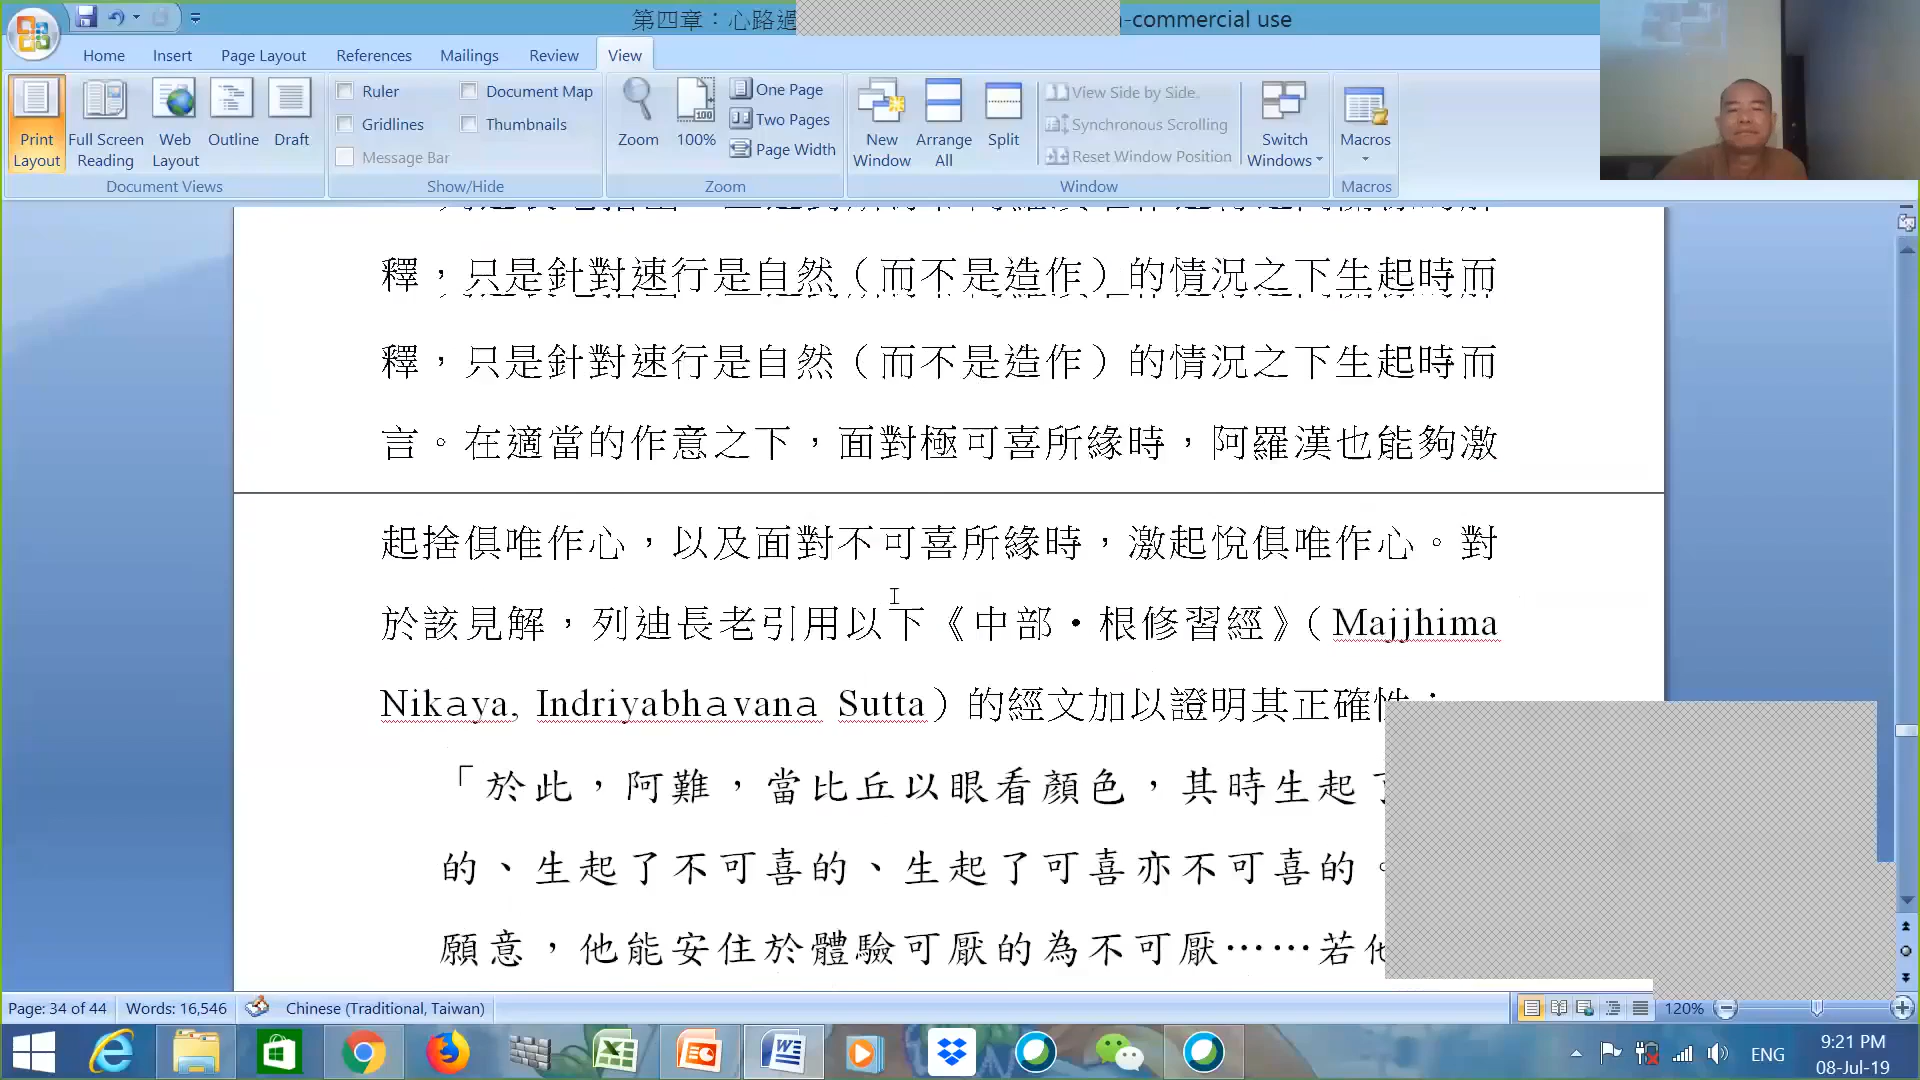 第四章：心路過
-commercial use
Home Insert Page Layout References Mailings Review View
Print Layout
Full Screen Reading
Web Layout
Outline
Draft
Document Views
Ruler
Gridlines
Message Bar
Document Map
Thumbnails
Show/Hide
Zoom
100%
One Page
Two Pages
Page Width
Zoom
New Window
Arrange All
Split
View Side by Side
Synchronous Scrolling
Reset Window Position
Switch Windows
Window
Macros
Macros
釋，只是針對速行是自然（而不是造作）的情況之下生起時而
釋，只是針對速行是自然（而不是造作）的情況之下生起時而
言。在適當的作意之下，面對極可喜所緣時，阿羅漢也能夠激
起捨俱唯作心，以及面對不可喜所緣時，激起悅俱唯作心。對
於該見解，列迪長老引用以下《中部•根修習經》（Majjhima
Nikaya, Indriyabhavana Sutta）的經文加以證明其正確性：
「於此，阿難，當比丘以眼看顏色，其時生起
的、生起了不可喜的、生起了可喜亦不可喜的。
願意，他能安住於體驗可厭的為不可厭……若他
Page: 34 of 44 Words: 16,546 Chinese (Traditional, Taiwan) 120%
ENG
9:21 PM
08-Jul-19